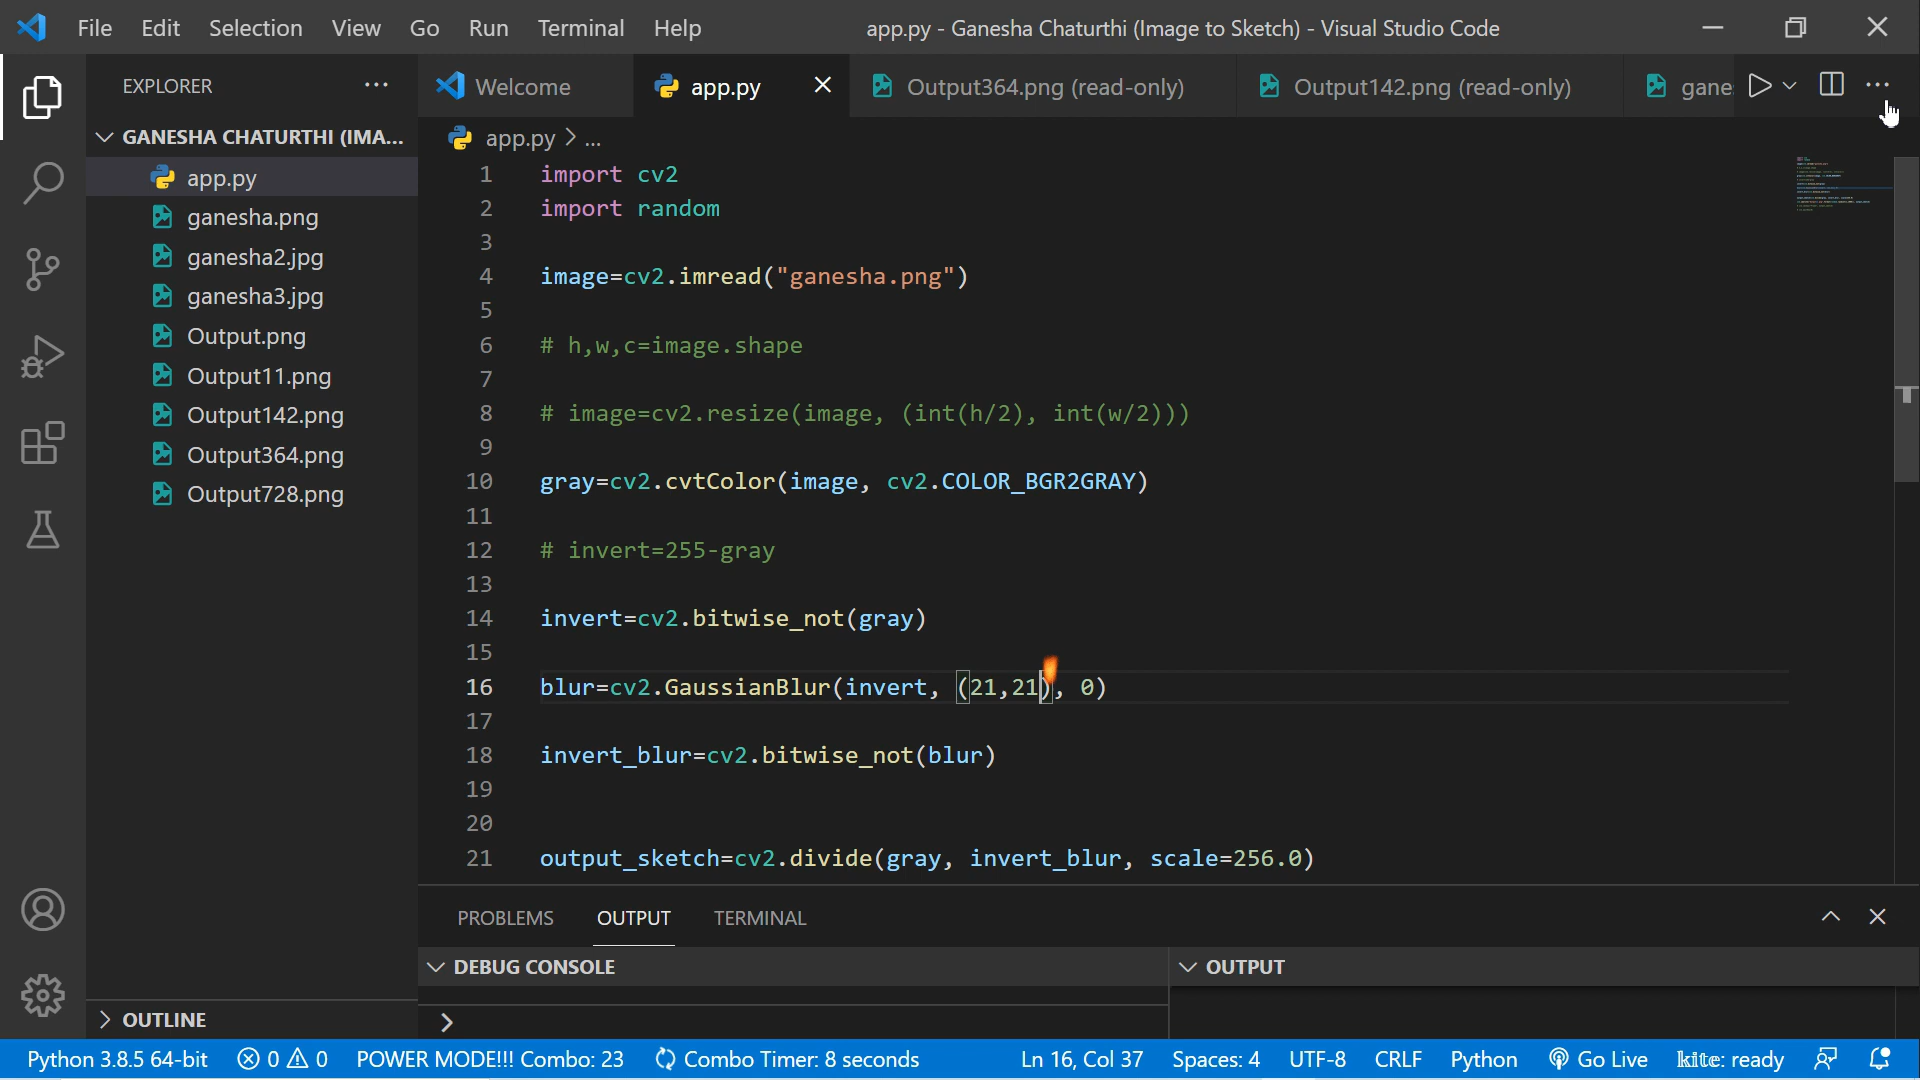 File Edit Selection View Go Run Terminal Help app.py - Ganesha Chaturthi (Image to Sketch) - Visual Studio Code
EXPLORER
GANESHA CHATURTHI (IMA...
app.py
ganesha.png
ganesha2.jpg
ganesha3.jpg
Output.png
Output11.png
Output142.png
Output364.png
Output728.png
OUTLINE
Welcome app.py Output364.png (read-only) Output142.png (read-only) gane
app.py > ...
1 import cv2
2 import random
3
4 image=cv2.imread("ganesha.png")
5
6 # h,w,c=image.shape
7
8 # image=cv2.resize(image, (int(h/2), int(w/2)))
9
10 gray=cv2.cvtColor(image, cv2.COLOR_BGR2GRAY)
11
12 # invert=255-gray
13
14 invert=cv2.bitwise_not(gray)
15
16 blur=cv2.GaussianBlur(invert, (21,21), 0)
17
18 invert_blur=cv2.bitwise_not(blur)
19
20
21 output_sketch=cv2.divide(gray, invert_blur, scale=256.0)
PROBLEMS OUTPUT TERMINAL
DEBUG CONSOLE OUTPUT
Python 3.8.5 64-bit 0 0 POWER MODE!!! Combo: 23 Combo Timer: 8 seconds Ln 16, Col 37 Spaces: 4 UTF-8 CRLF Python Go Live kite: ready